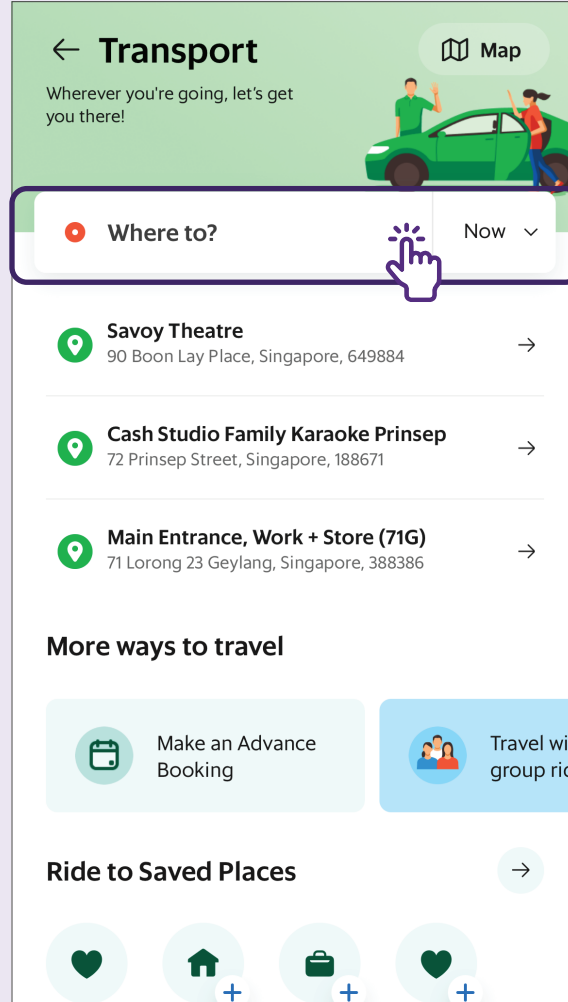 Transport
Map
Wherever you're going, let's get
you there!
Where to?
Now
Savoy Theatre
90 Boon Lay Place, Singapore, 649884
Cash Studio Family Karaoke Prinsep
72 Prinsep Street, Singapore, 188671
Main Entrance, Work + Store (71G)
71 Lorong 23 Geylang, Singapore, 388386
More ways to travel
Make an Advance
Booking
Travel wi
group ric
Ride to Saved Places